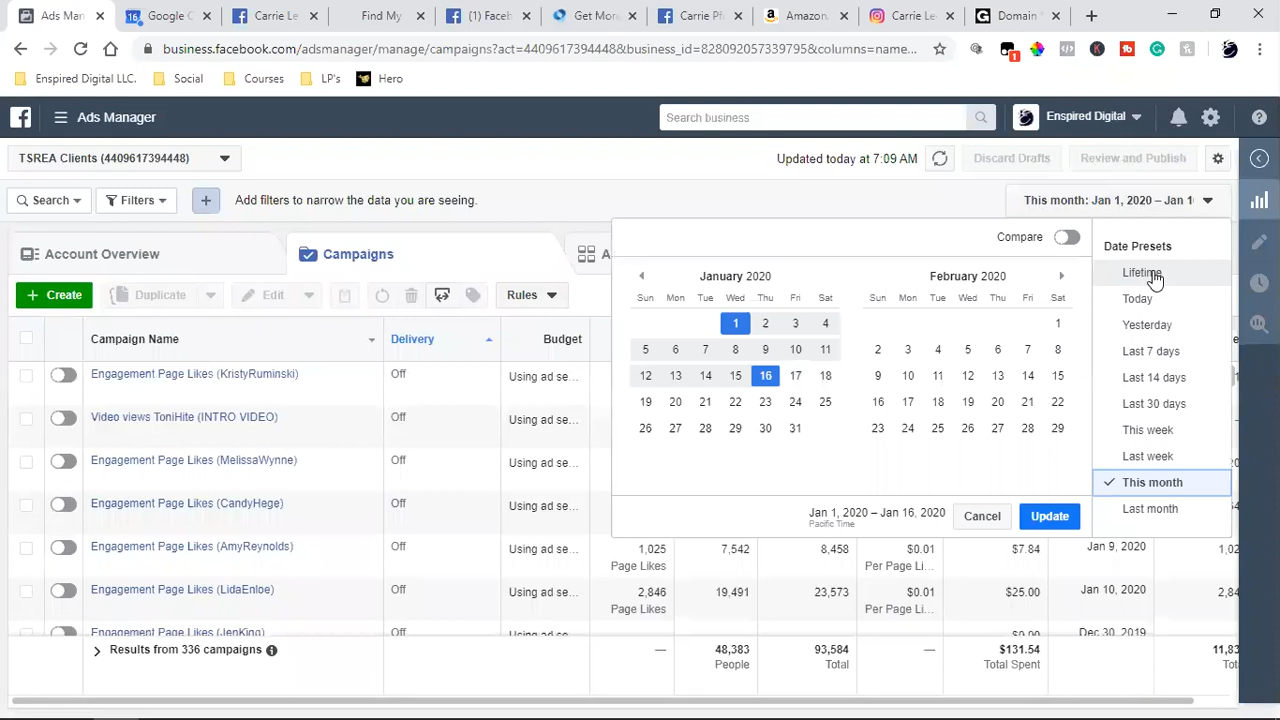 Ads Man
16
Google C
Carrie Le
Find My
(1) Faceb
Get Mon
Carrie P
Amazon
Carrie Le
Domain
business.facebook.com/adsmanager/manage/campaigns?act=4409617394448&business_id=828092057339795&columns=name...
1
Enspired Digital LLC.
Social
Courses
LP's
Hero
Ads Manager
Search business
Enspired Digital
TSREA Clients (4409617394448)
Updated today at 7:09 AM
Discard Drafts
Review and Publish
Search
Filters
+
Add filters to narrow the data you are seeing.
This month: Jan 1, 2020 – Jan 1
Account Overview
Campaigns
A
Compare
Date Presets
January 2020
February 2020
Lifetime
Today
Yesterday
Last 7 days
Last 14 days
Last 30 days
This week
Last week
This month
Last month
Sun Mon Tue Wed Thu Fri Sat
1 2 3 4
5 6 7 8 9 10 11
12 13 14 15 16 17 18
19 20 21 22 23 24 25
26 27 28 29 30 31
Sun Mon Tue Wed Thu Fri Sat
1
2 3 4 5 6 7 8
9 10 11 12 13 14 15
16 17 18 19 20 21 22
23 24 25 26 27 28 29
Jan 1, 2020 – Jan 16, 2020
Pacific Time
Cancel
Update
+ Create
Duplicate
Edit
Rules
Campaign Name
Delivery
Budget
Engagement Page Likes (KristyRuminski) Off Using ad se...
Video views ToniHite (INTRO VIDEO) Off Using ad se...
Engagement Page Likes (MelissaWynne) Off Using ad se...
Engagement Page Likes (CandyHege) Off Using ad se...
Engagement Page Likes (AmyReynolds) Off Using ad se... 1,025 7,542 8,458 $0.01 $7.84 Jan 9, 2020 1,02
Page Likes Per Page Li...
Engagement Page Likes (LidaEnloe) Off Using ad se... 2,846 19,491 23,573 $0.01 $25.00 Jan 10, 2020 2,84
Page Likes Per Page Li...
Engagement Page Likes (JenKing) Off Using ad se... $0.00 Dec 30, 2019
Results from 336 campaigns — 48,383 93,584 — $131.54 11,83
People Total Total Spent Tot